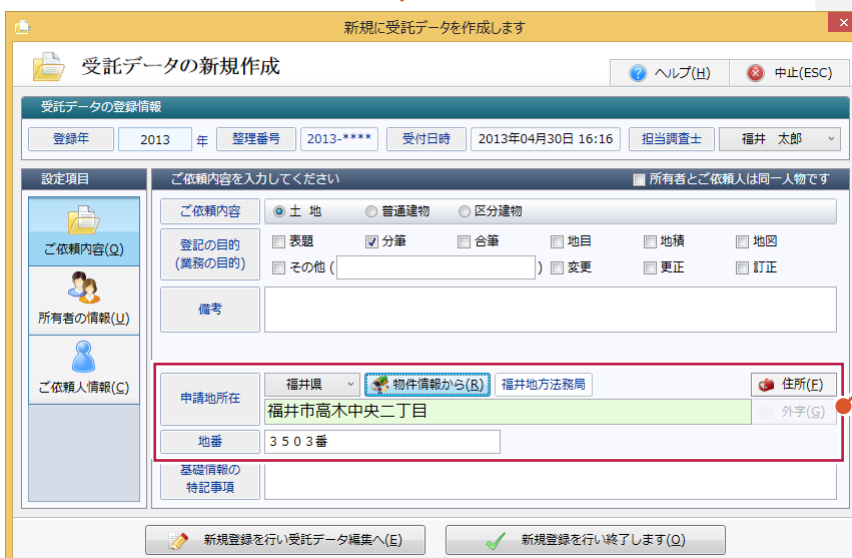 新規に受託データを作成します
受託データの新規作成
ヘルプ(H)
中止(ESC)
受託データの登録情報
登録年 2013 年 整理番号 2013-**** 受付日時 2013年04月30日 16:16 担当調査士 福井 太郎
設定項目
ご依頼内容を入力してください
所有者とご依頼人は同一人物です
ご依頼内容(Q)
所有者の情報(U)
ご依頼人情報(C)
ご依頼内容 土 地 普通建物 区分建物
登記の目的
(業務の目的)
表題 分筆 合筆 地目 地積 地図
その他 ( ) 変更 更正 訂正
備考
申請地所在
福井県 物件情報から(R) 福井地方法務局 住所(F)
福井市高木中央二丁目
外字(G)
地番 3503番
基礎情報の
特記事項
新規登録を行い受託データ編集へ(E)
新規登録を行い終了します(O)